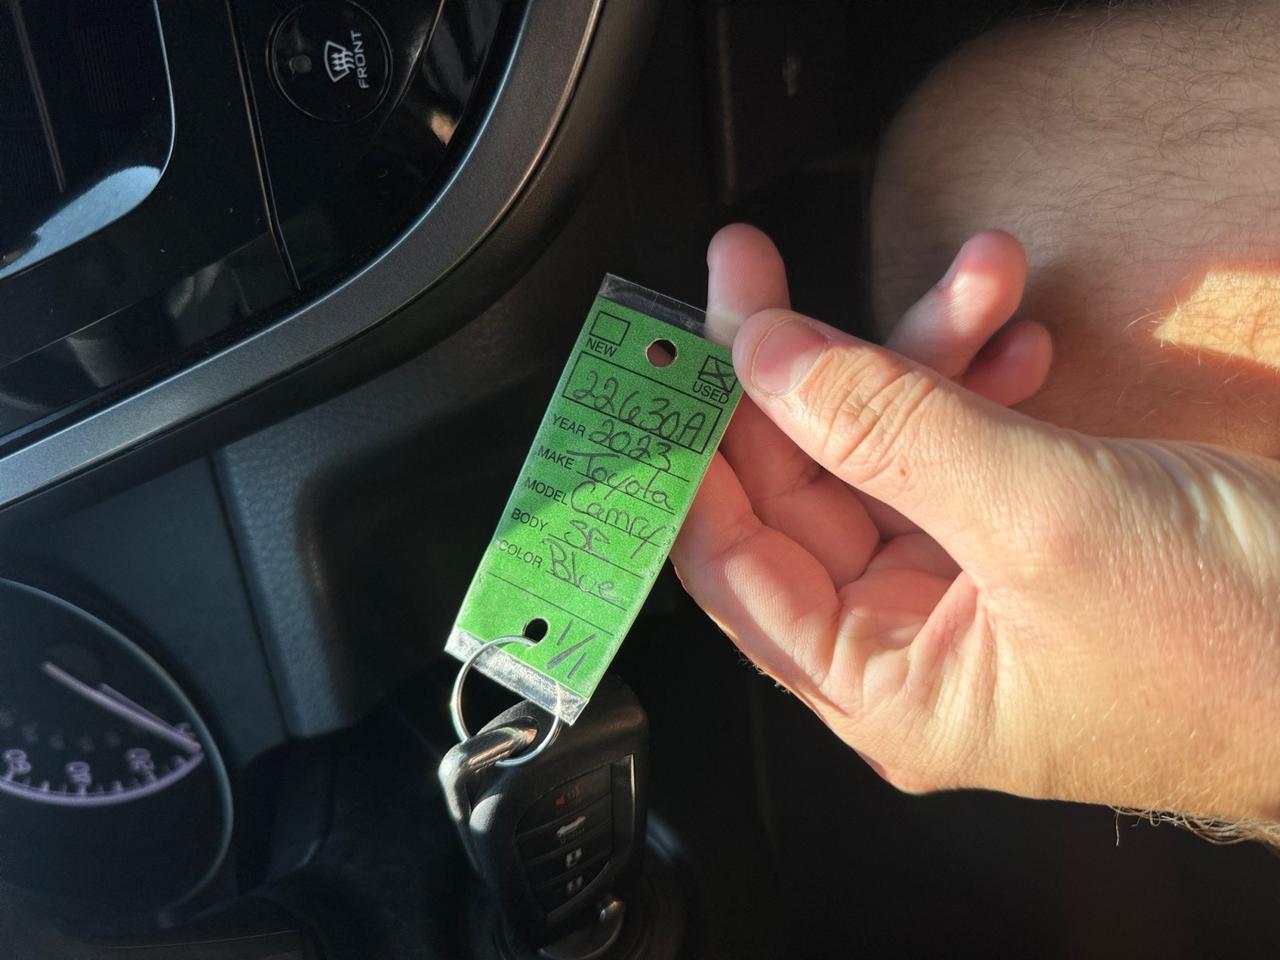 FRONT
NEW
USED
22630A
YEAR 2023
MAKE Toyota
MODEL Camry
BODY SE
COLOR Blue
1/1